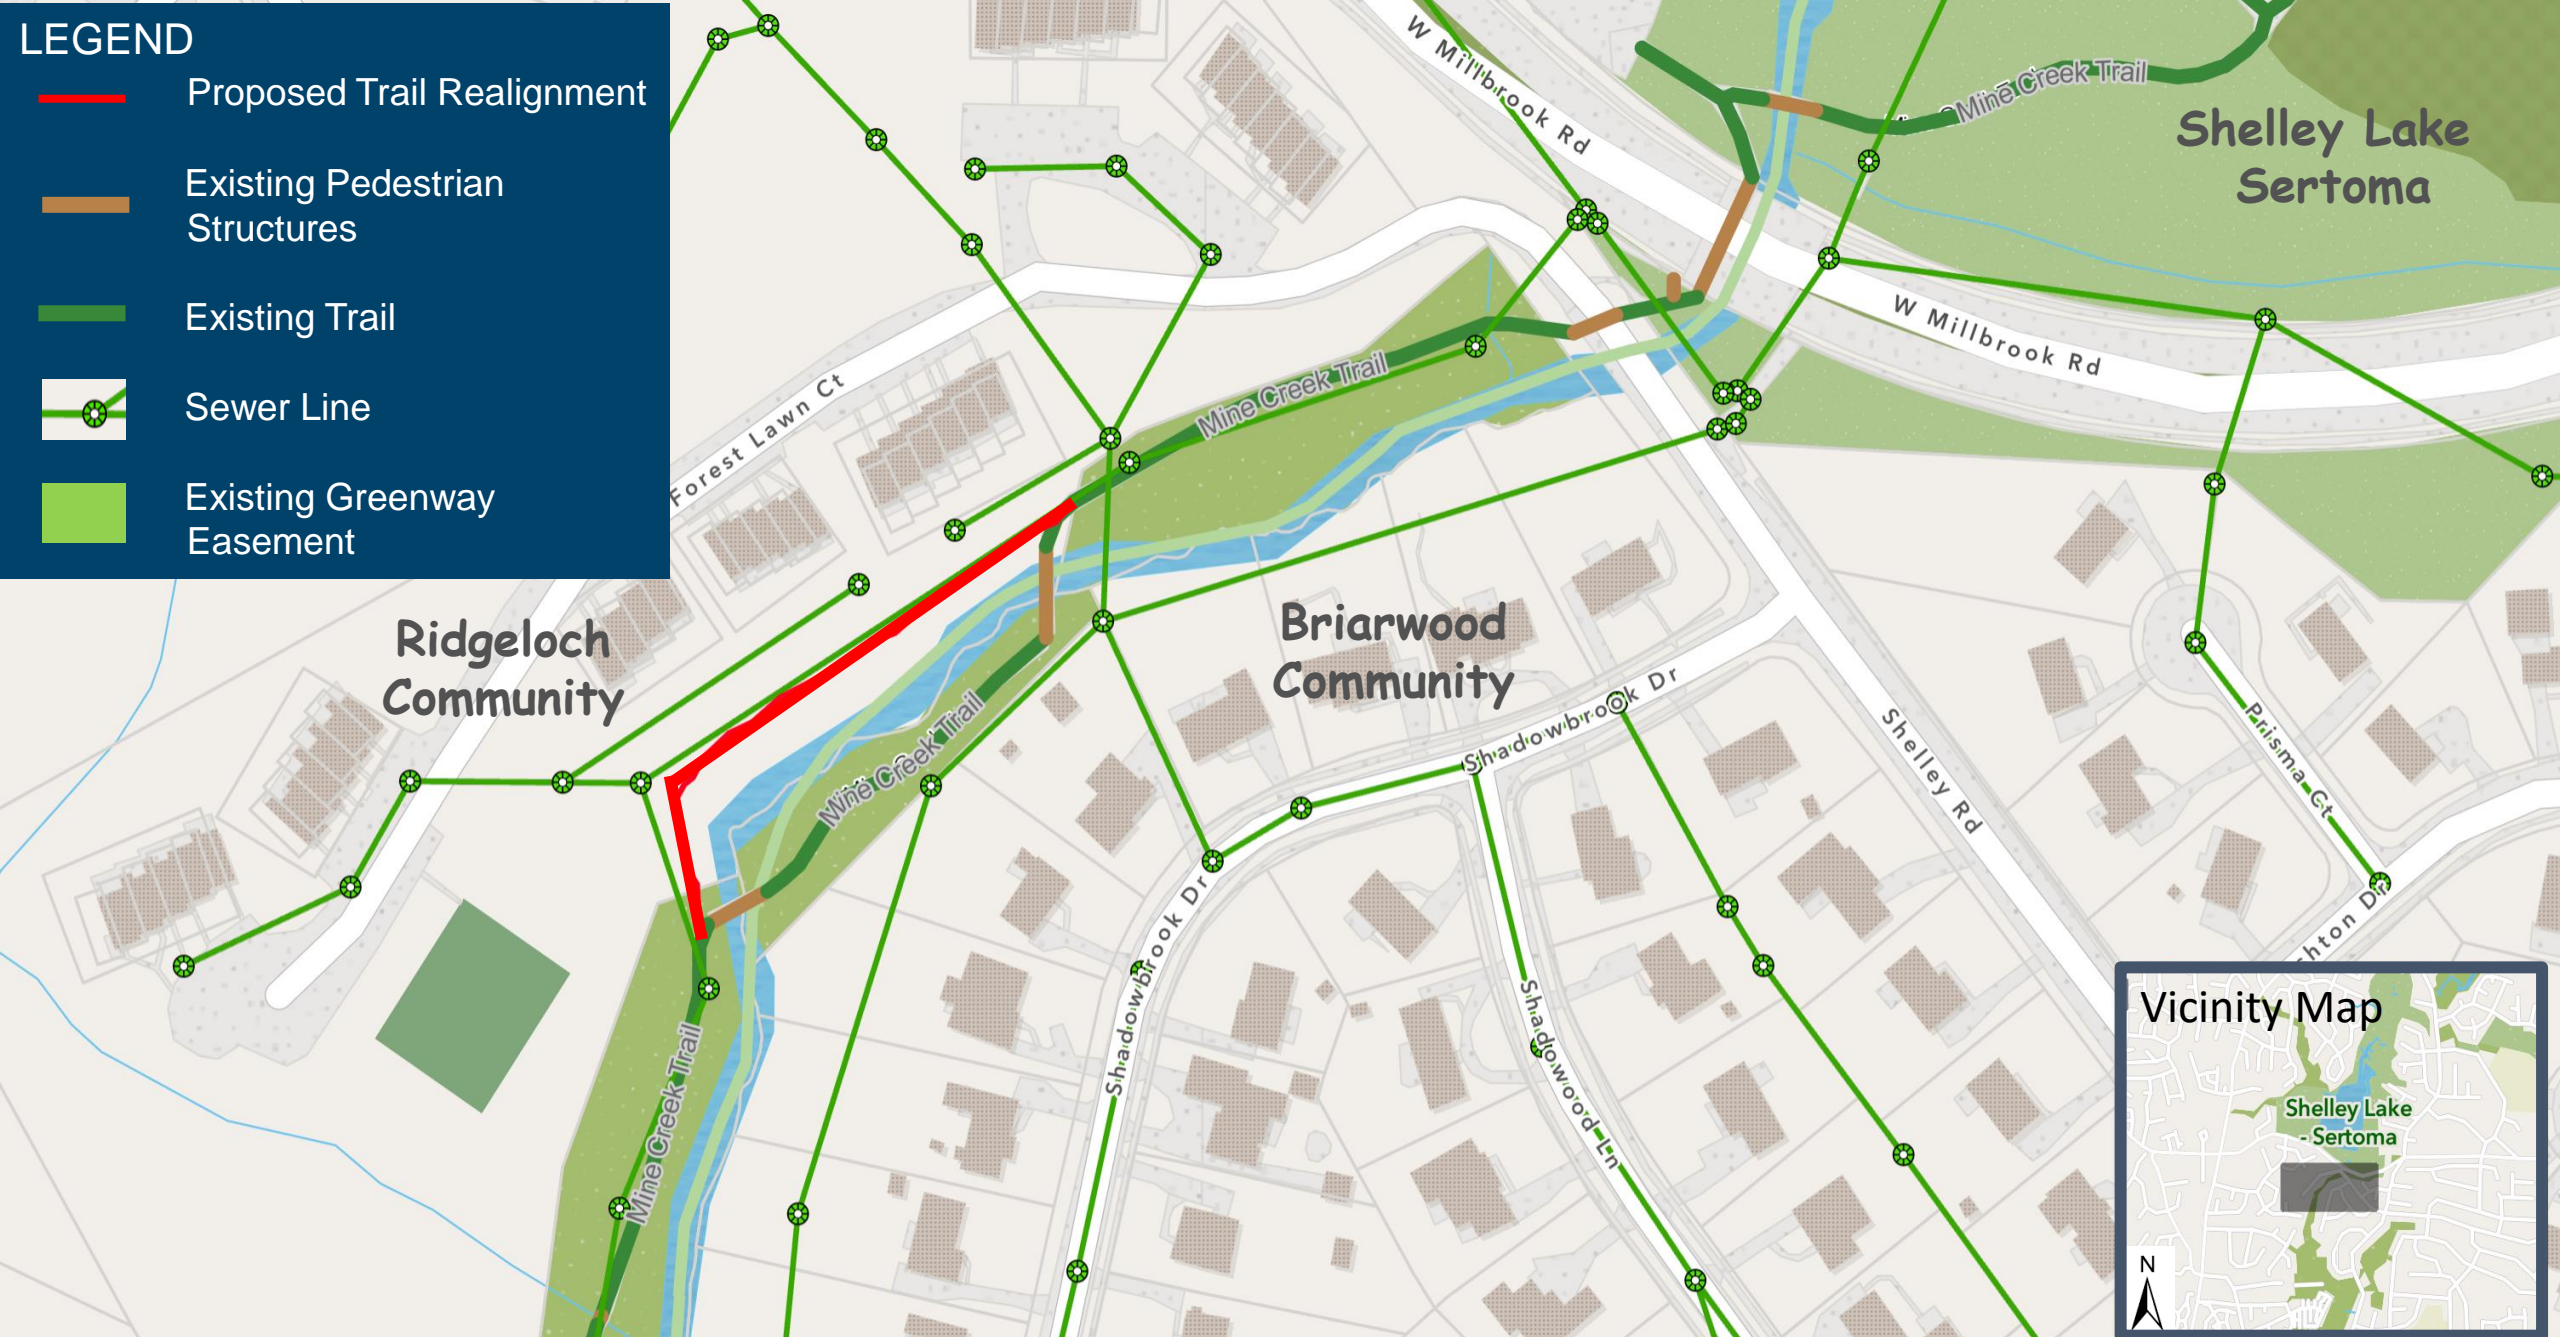 LEGEND
Proposed Trail Realignment
Existing Pedestrian
Structures
Existing Trail
Sewer Line
Existing Greenway
Easement
W Millbrook Rd
Mine Creek Trail
Shelley Lake
Sertoma
W Millbrook Rd
Forest Lawn Ct
Mine Creek Trail
Ridgeloch
Community
Briarwood
Community
Mine Creek Trail
Shadowbrook Dr
Shelley Rd
Prisma Ct
Shadowbrook Dr
Shadowood Ln
hton Dr
Mine Creek Trail
Vicinity Map
Shelley Lake
- Sertoma
N